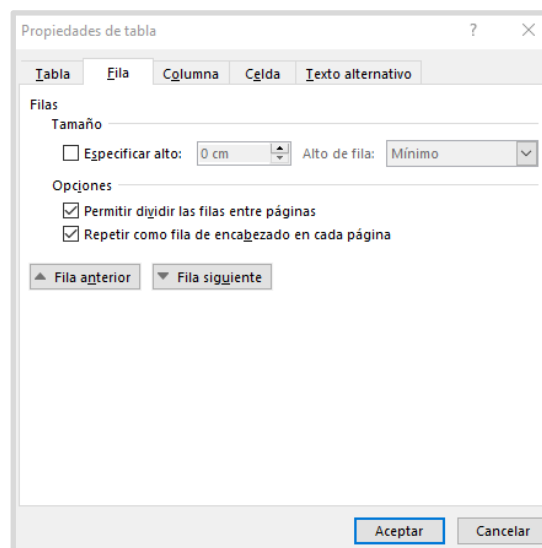 Propiedades de tabla ?
Tabla Fila Columna Celda Texto alternativo
Filas
Tamaño
Especificar alto: 0 cm Alto de fila: Mínimo
Opciones
Permitir dividir las filas entre páginas
Repetir como fila de encabezado en cada página
Fila anterior Fila siguiente
Aceptar Cancelar